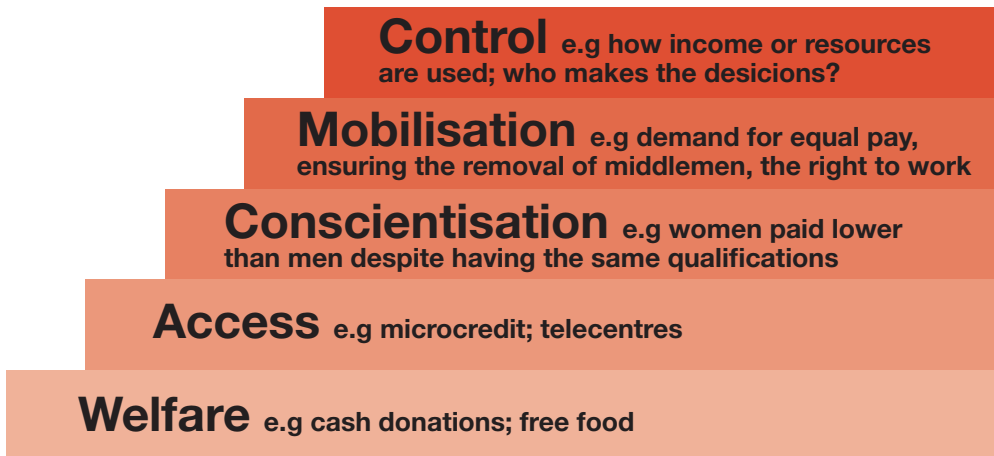 Control e.g how income or resources
are used; who makes the desicions?
Mobilisation e.g demand for equal pay,
ensuring the removal of middlemen, the right to work
Conscientisation e.g women paid lower
than men despite having the same qualifications
Access e.g microcredit; telecentres
Welfare e.g cash donations; free food